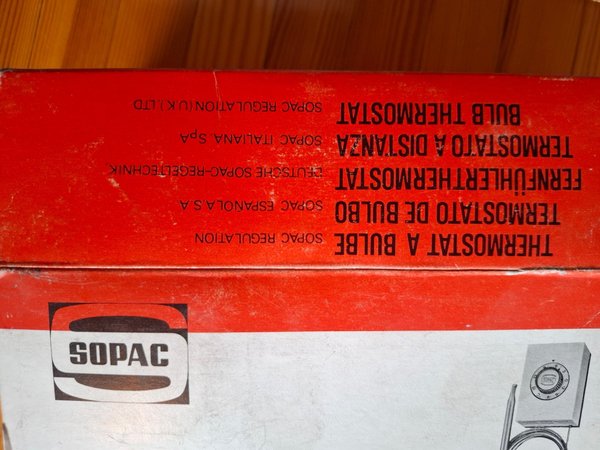 THERMOSTAT A BULBE SOPAC REGULATION
TERMOSTATO DE BULBO SOPAC ESPANOLA, S A
FERNFÜHLERTHERMOSTAT DEUTSCHE SOPAC-REGELTECHNIK
TERMOSTATO A DISTANZA SOPAC ITALIANA, SpA
BULB THERMOSTAT SOPAC REGULATION (U.K.) LTD
SOPAC